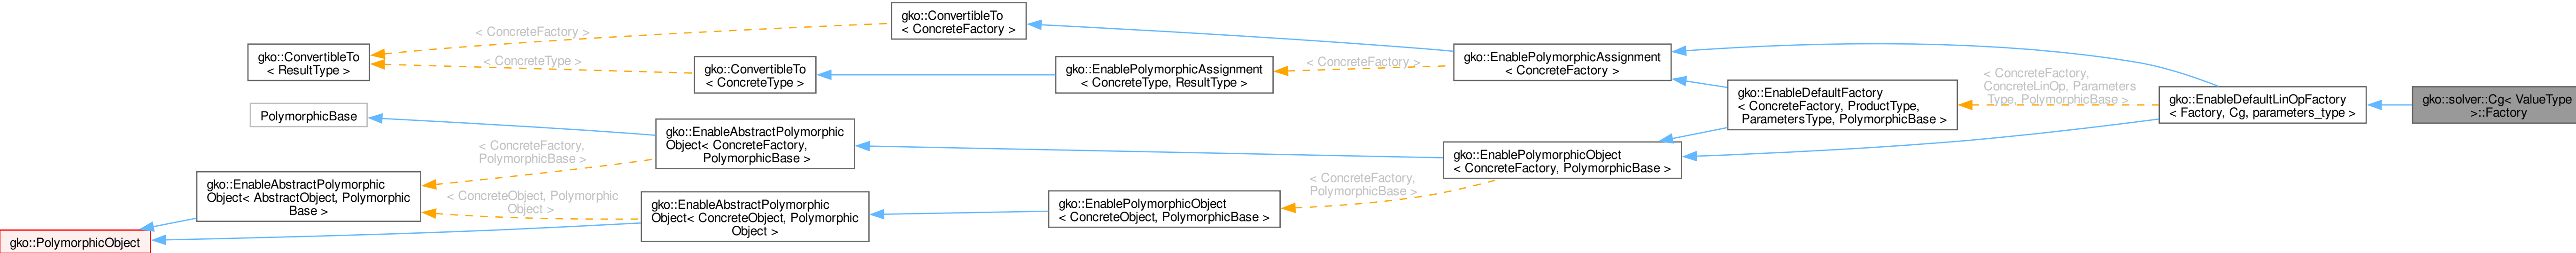 gko::ConvertibleTo
< ConcreteFactory >
< ConcreteFactory >
gko::ConvertibleTo
< ResultType >
< ConcreteType >
gko::ConvertibleTo
< ConcreteType >
gko::EnablePolymorphicAssignment
< ConcreteType, ResultType >
< ConcreteFactory >
gko::EnablePolymorphicAssignment
< ConcreteFactory >
gko::EnableDefaultFactory
< ConcreteFactory, ProductType,
ParametersType, PolymorphicBase >
< ConcreteFactory,
ConcreteLinOp, Parameters
Type, PolymorphicBase >
gko::EnableDefaultLinOpFactory
< Factory, Cg, parameters_type >
gko::solver::Cg< ValueType
>::Factory
PolymorphicBase
gko::EnableAbstractPolymorphic
Object< ConcreteFactory,
PolymorphicBase >
< ConcreteFactory,
PolymorphicBase >
gko::EnablePolymorphicObject
< ConcreteFactory, PolymorphicBase >
gko::EnableAbstractPolymorphic
Object< AbstractObject, Polymorphic
Base >
< ConcreteObject, Polymorphic
Object >
gko::EnableAbstractPolymorphic
Object< ConcreteObject, Polymorphic
Object >
gko::EnablePolymorphicObject
< ConcreteObject, PolymorphicBase >
< ConcreteFactory,
PolymorphicBase >
gko::PolymorphicObject